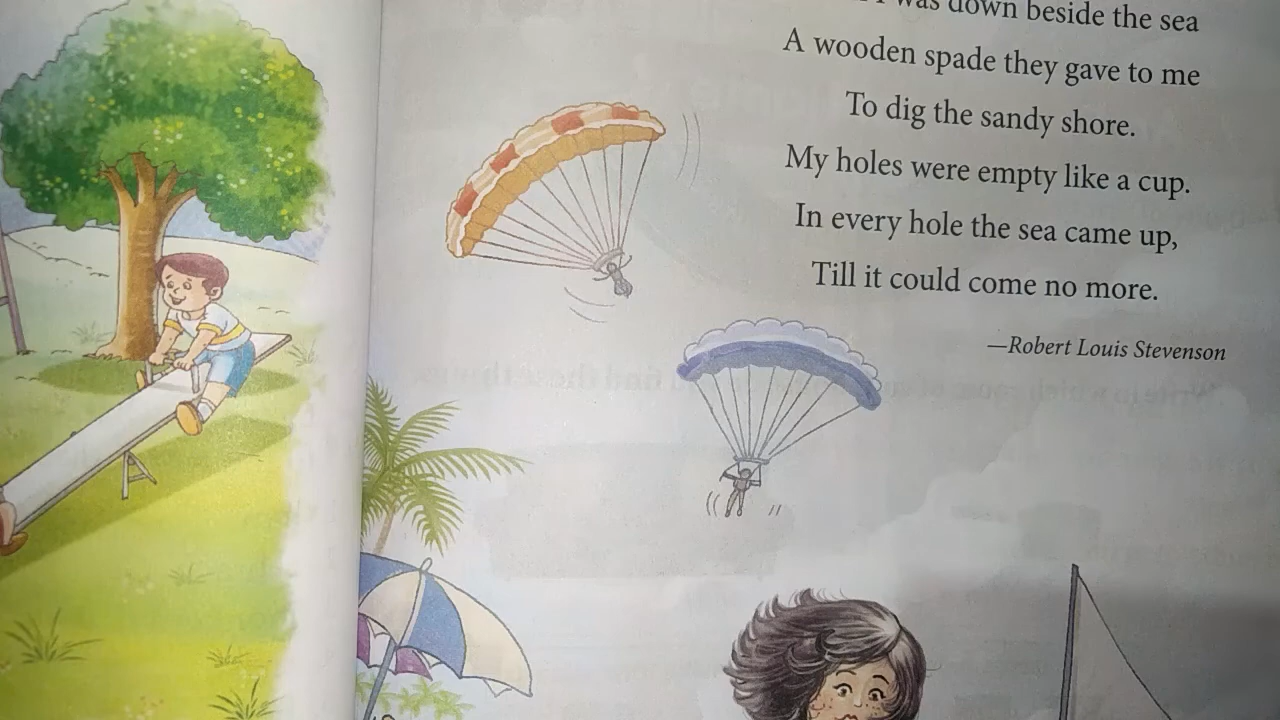 I was down beside the sea
A wooden spade they gave to me
To dig the sandy shore.
My holes were empty like a cup.
In every hole the sea came up,
Till it could come no more.
—Robert Louis Stevenson